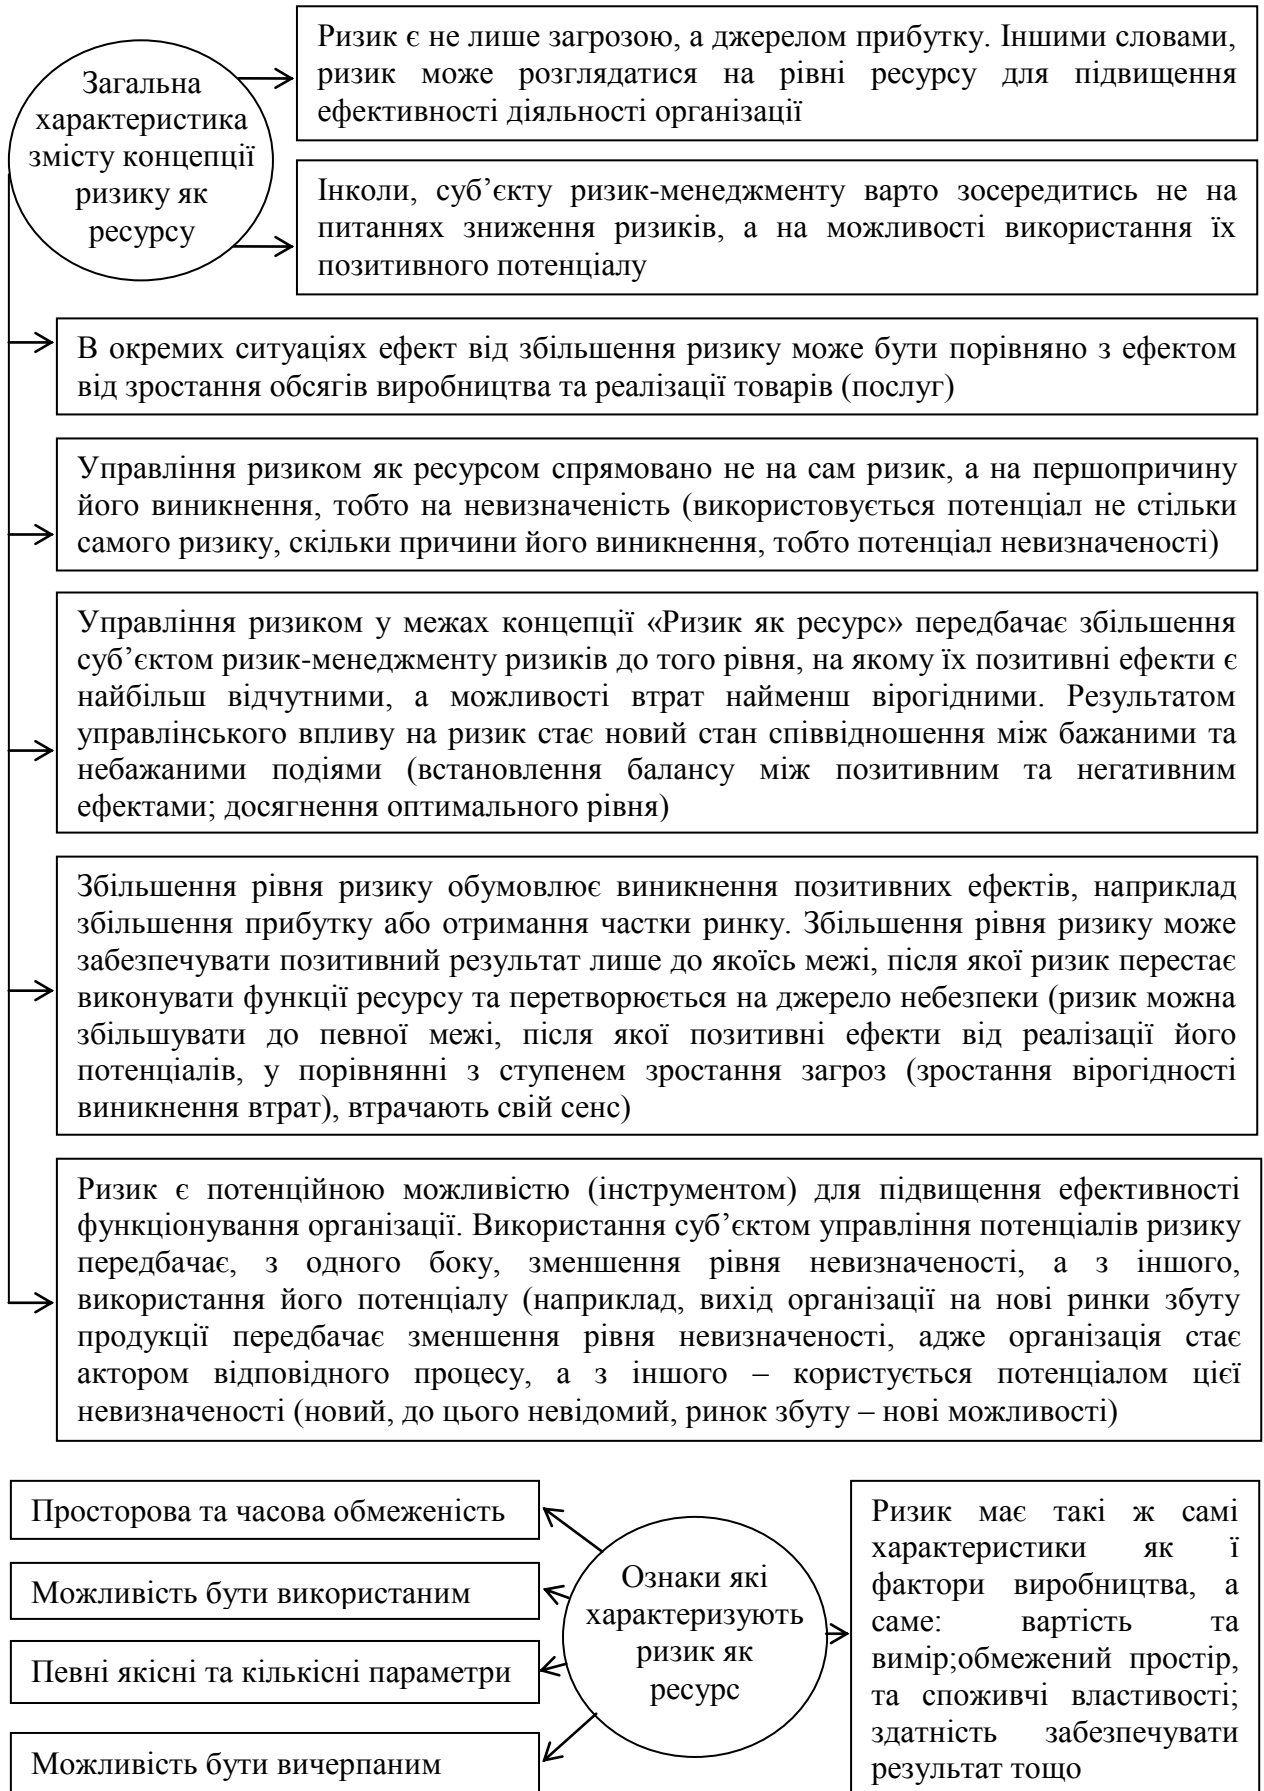 Загальна
характеристика
змісту концепції
ризику як
ресурсу
Ризик є не лише загрозою, а джерелом прибутку. Іншими словами,
ризик може розглядатися на рівні ресурсу для підвищення
ефективності діяльності організації
Інколи, суб’єкту ризик-менеджменту варто зосередитись не на
питаннях зниження ризиків, а на можливості використання їх
позитивного потенціалу
В окремих ситуаціях ефект від збільшення ризику може бути порівняно з ефектом
від зростання обсягів виробництва та реалізації товарів (послуг)
Управління ризиком як ресурсом спрямовано не на сам ризик, а на першопричину
його виникнення, тобто на невизначеність (використовується потенціал не стільки
самого ризику, скільки причини його виникнення, тобто потенціал невизначеності)
Управління ризиком у межах концепції «Ризик як ресурс» передбачає збільшення
суб’єктом ризик-менеджменту ризиків до того рівня, на якому їх позитивні ефекти є
найбільш відчутними, а можливості втрат найменш вірогідними. Результатом
управлінського впливу на ризик стає новий стан співвідношення між бажаними та
небажаними подіями (встановлення балансу між позитивним та негативним
ефектами; досягнення оптимального рівня)
Збільшення рівня ризику обумовлює виникнення позитивних ефектів, наприклад
збільшення прибутку або отримання частки ринку. Збільшення рівня ризику може
забезпечувати позитивний результат лише до якоїсь межі, після якої ризик перестає
виконувати функції ресурсу та перетворюється на джерело небезпеки (ризик можна
збільшувати до певної межі, після якої позитивні ефекти від реалізації його
потенціалів, у порівнянні з ступенем зростання загроз (зростання вірогідності
виникнення втрат), втрачають свій сенс)
Ризик є потенційною можливістю (інструментом) для підвищення ефективності
функціонування організації. Використання суб’єктом управління потенціалів ризику
передбачає, з одного боку, зменшення рівня невизначеності, а з іншого,
використання його потенціалу (наприклад, вихід організації на нові ринки збуту
продукції передбачає зменшення рівня невизначеності, адже організація стає
актором відповідного процесу, а з іншого – користується потенціалом цієї
невизначеності (новий, до цього невідомий, ринок збуту – нові можливості)
Просторова та часова обмеженість
Можливість бути використаним
Певні якісні та кількісні параметри
Можливість бути вичерпаним
Ознаки які
характеризують
ризик як
ресурс
Ризик має такі ж самі
характеристики як ї
фактори виробництва, а
саме: вартість та
вимір;обмежений простір,
та споживчі властивості;
здатність забезпечувати
результат тощо